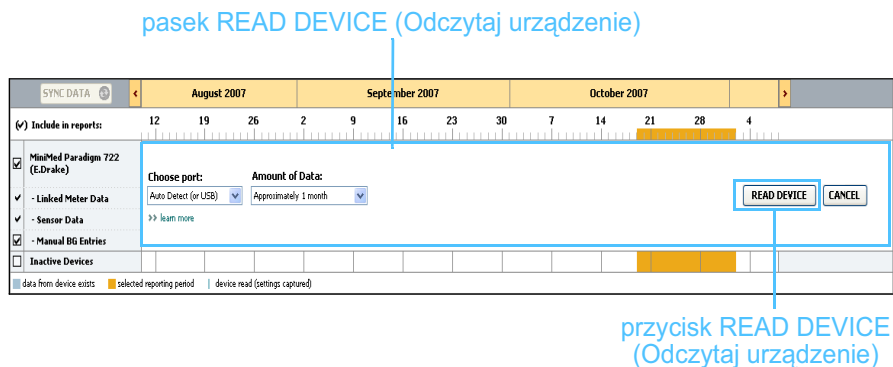 pasek READ DEVICE (Odczytaj urządzenie)
SYNC DATA August 2007 September 2007 October 2007
(✔) Include in reports: 12 19 26 2 9 16 23 30 7 14 21 28 4
MiniMed Paradigm 722
(E.Drake)
Choose port: Amount of Data:
Auto Detect (or USB) Approximately 1 month READ DEVICE CANCEL
- Linked Meter Data
>> learn more
- Sensor Data
- Manual BG Entries
Inactive Devices
data from device exists selected reporting period device read (settings captured)
przycisk READ DEVICE
(Odczytaj urządzenie)